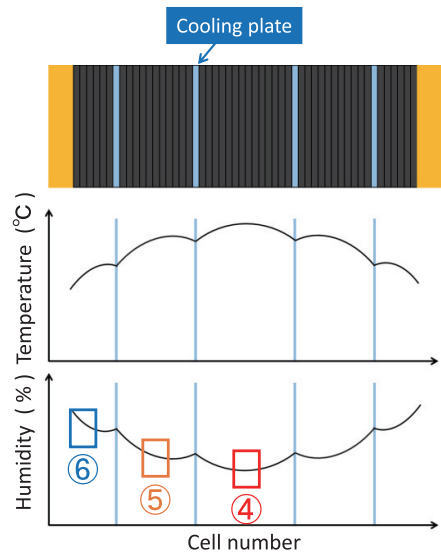 Cooling plate
Temperature (℃)
Humidity (%)
⑥
⑤
④
Cell number